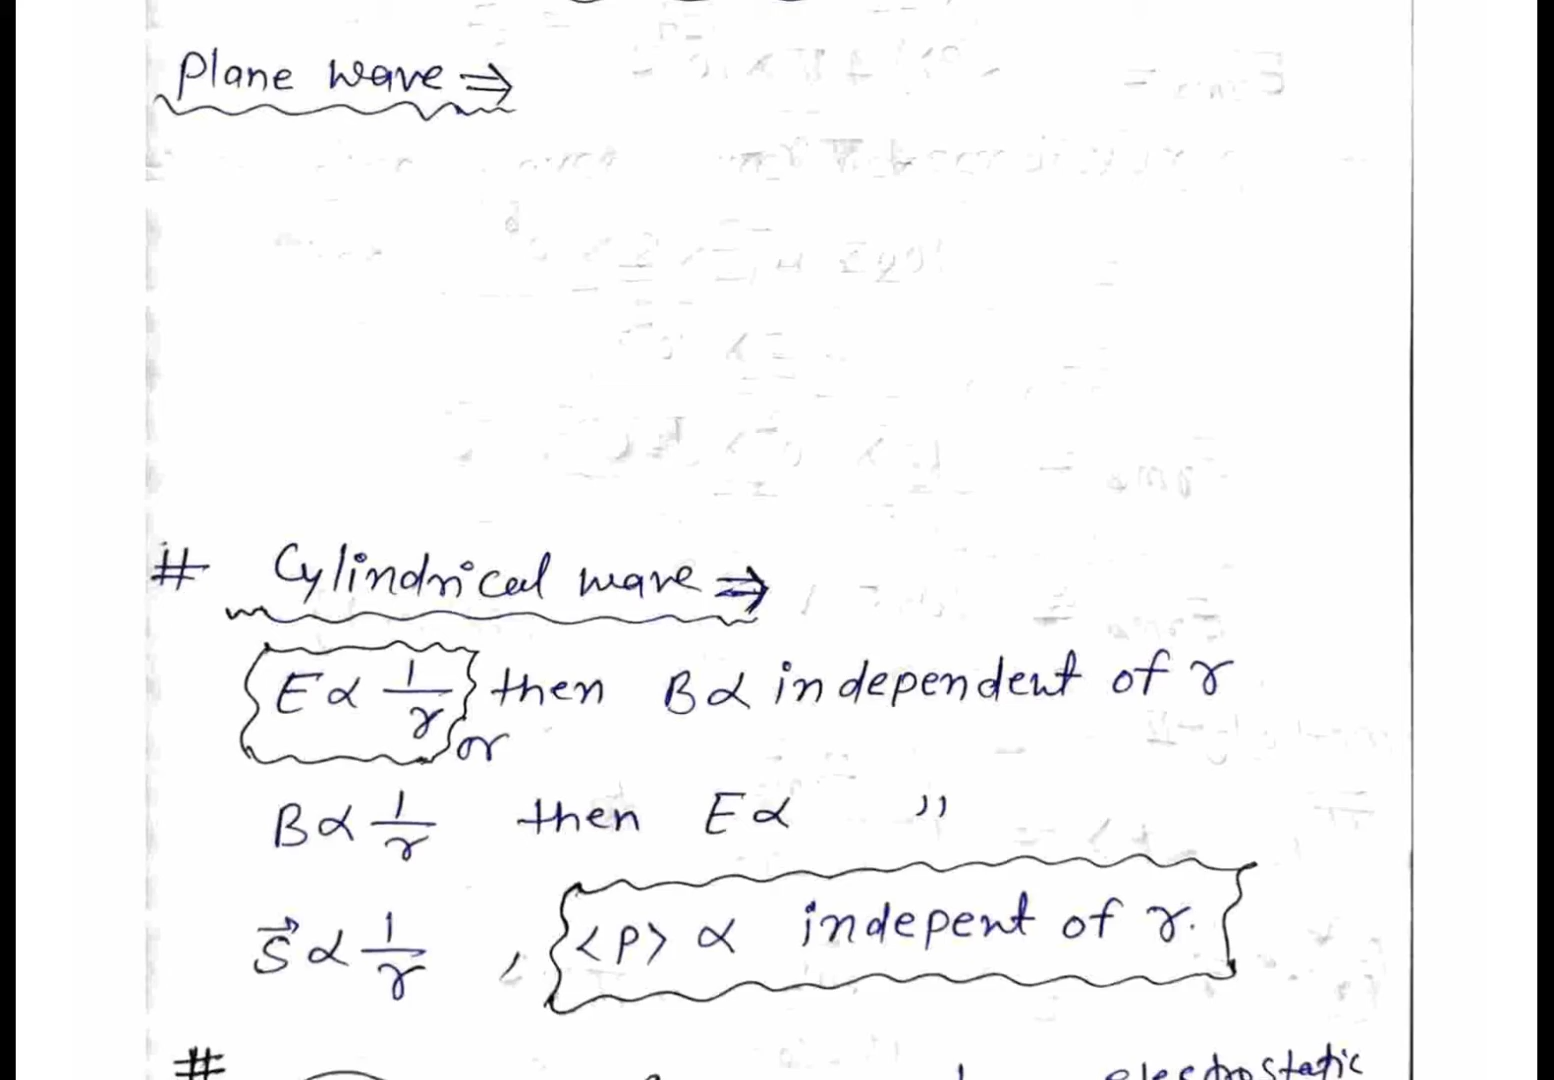 Plane wave ⇒
# Cylindrical wave ⇒
E ∝ 1/r then B ∝ independent of r
or
B ∝ 1/r then E ∝ "
S⃗ ∝ 1/r , <P> ∝ indepent of r.
# electrostatic